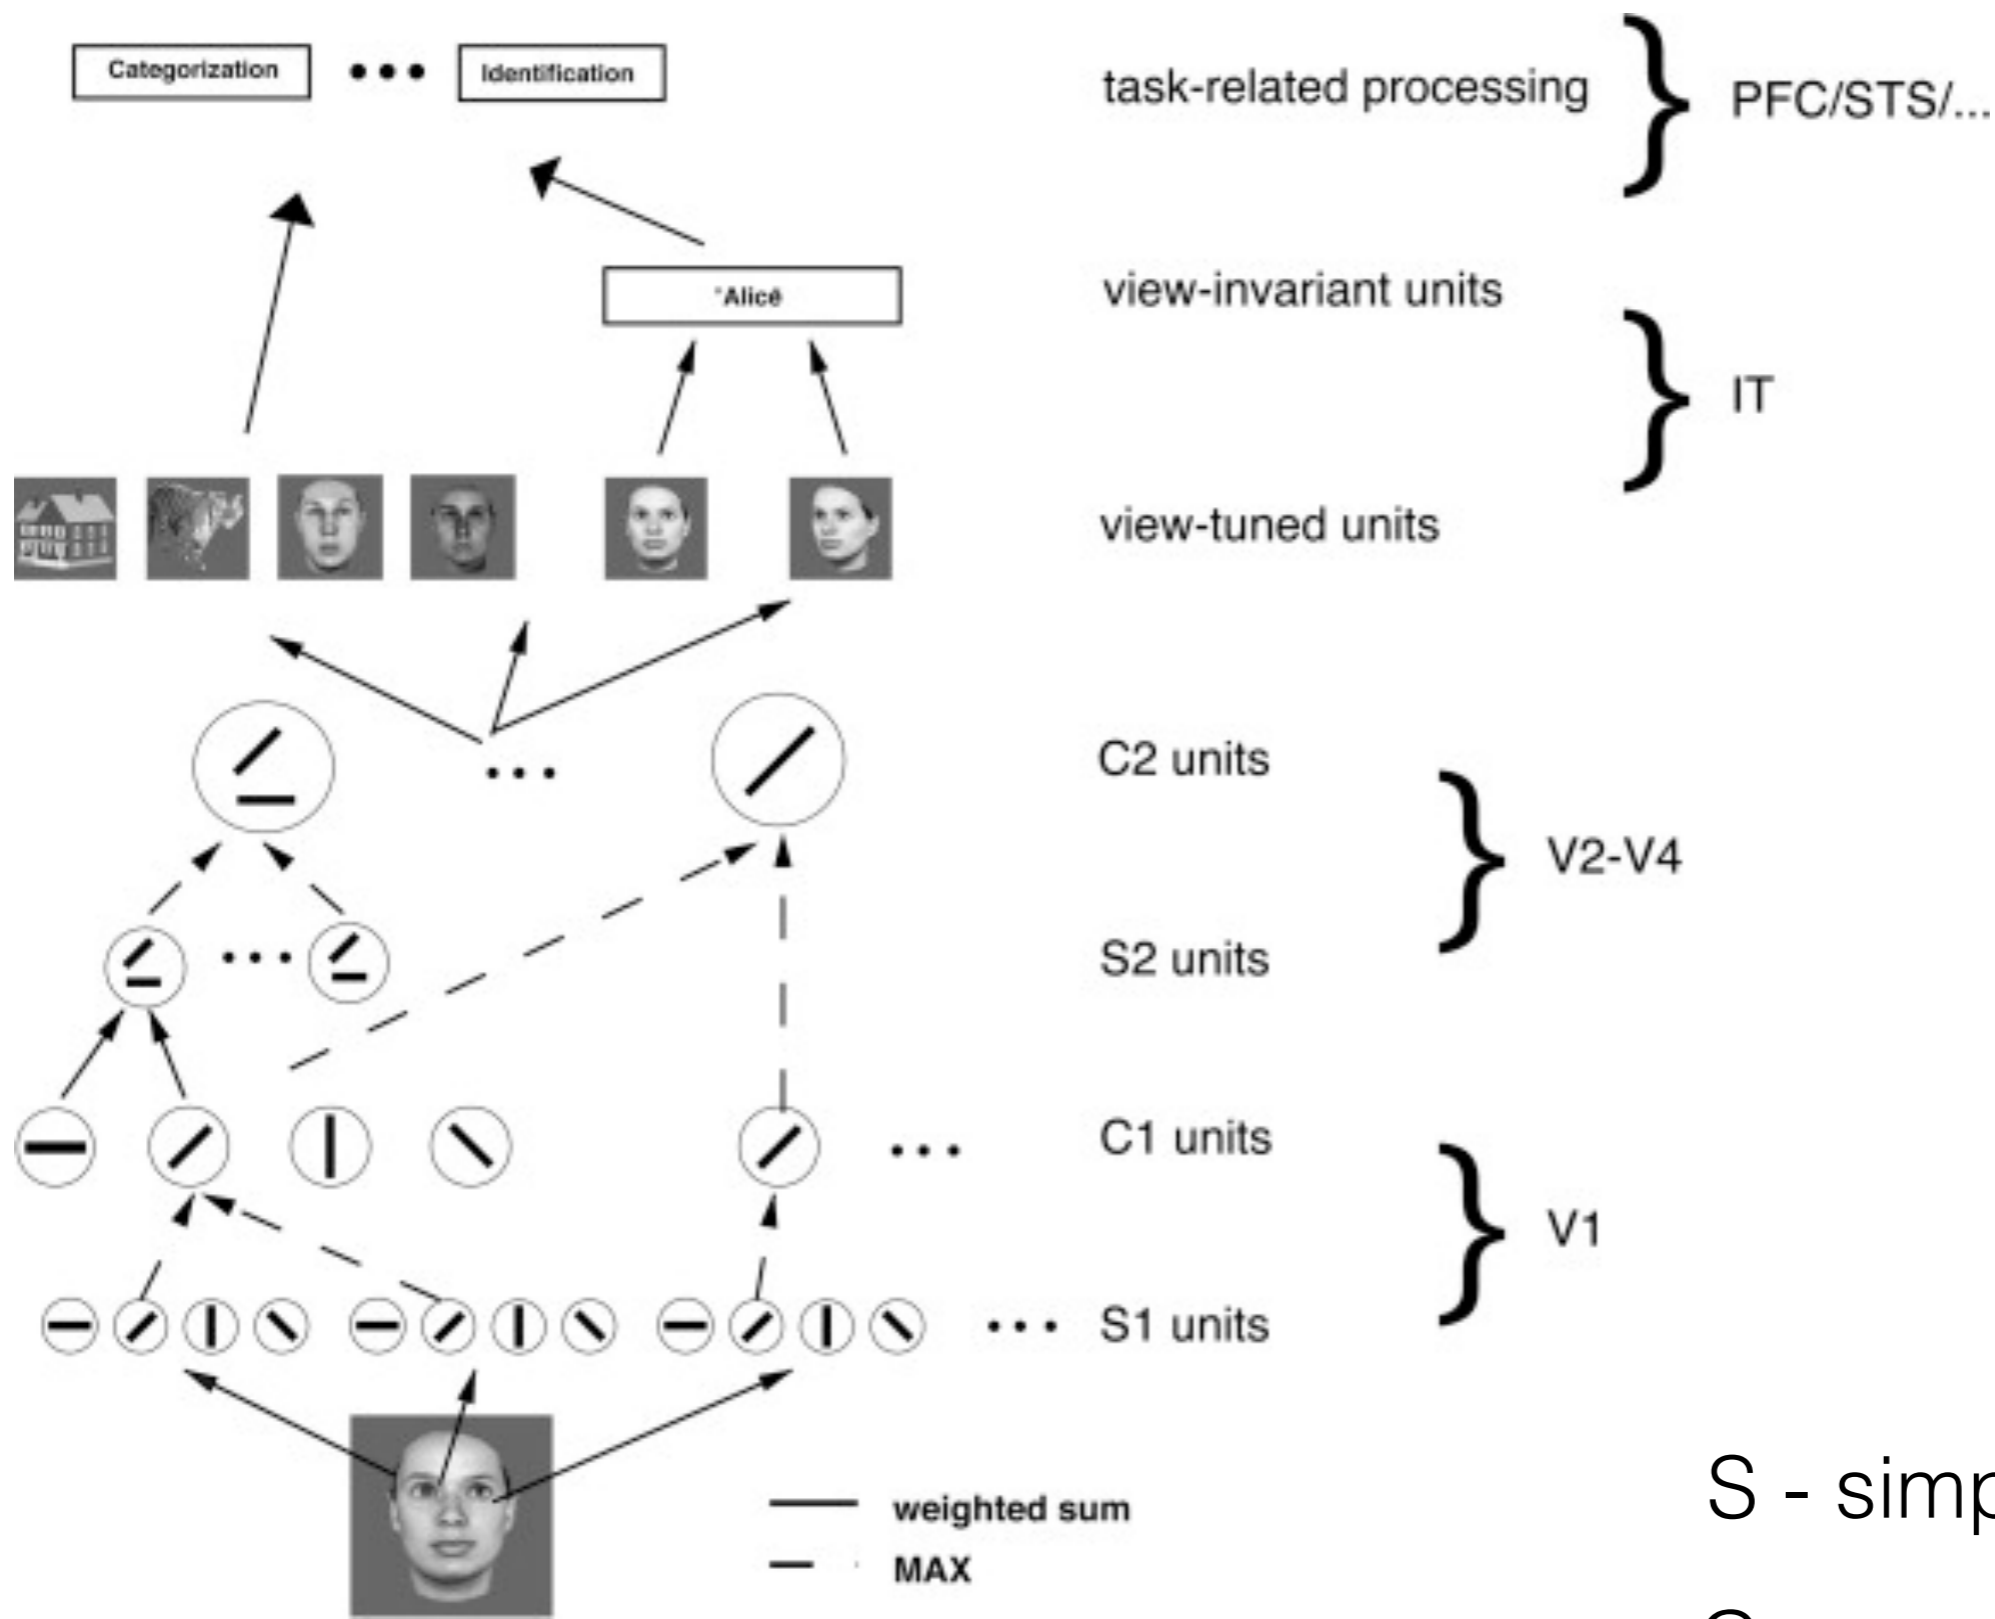 Categorization ••• Identification
task-related processing
PFC/STS/...
"Alice"
view-invariant units
IT
view-tuned units
C2 units
V2-V4
S2 units
C1 units
V1
S1 units
weighted sum
MAX
S -